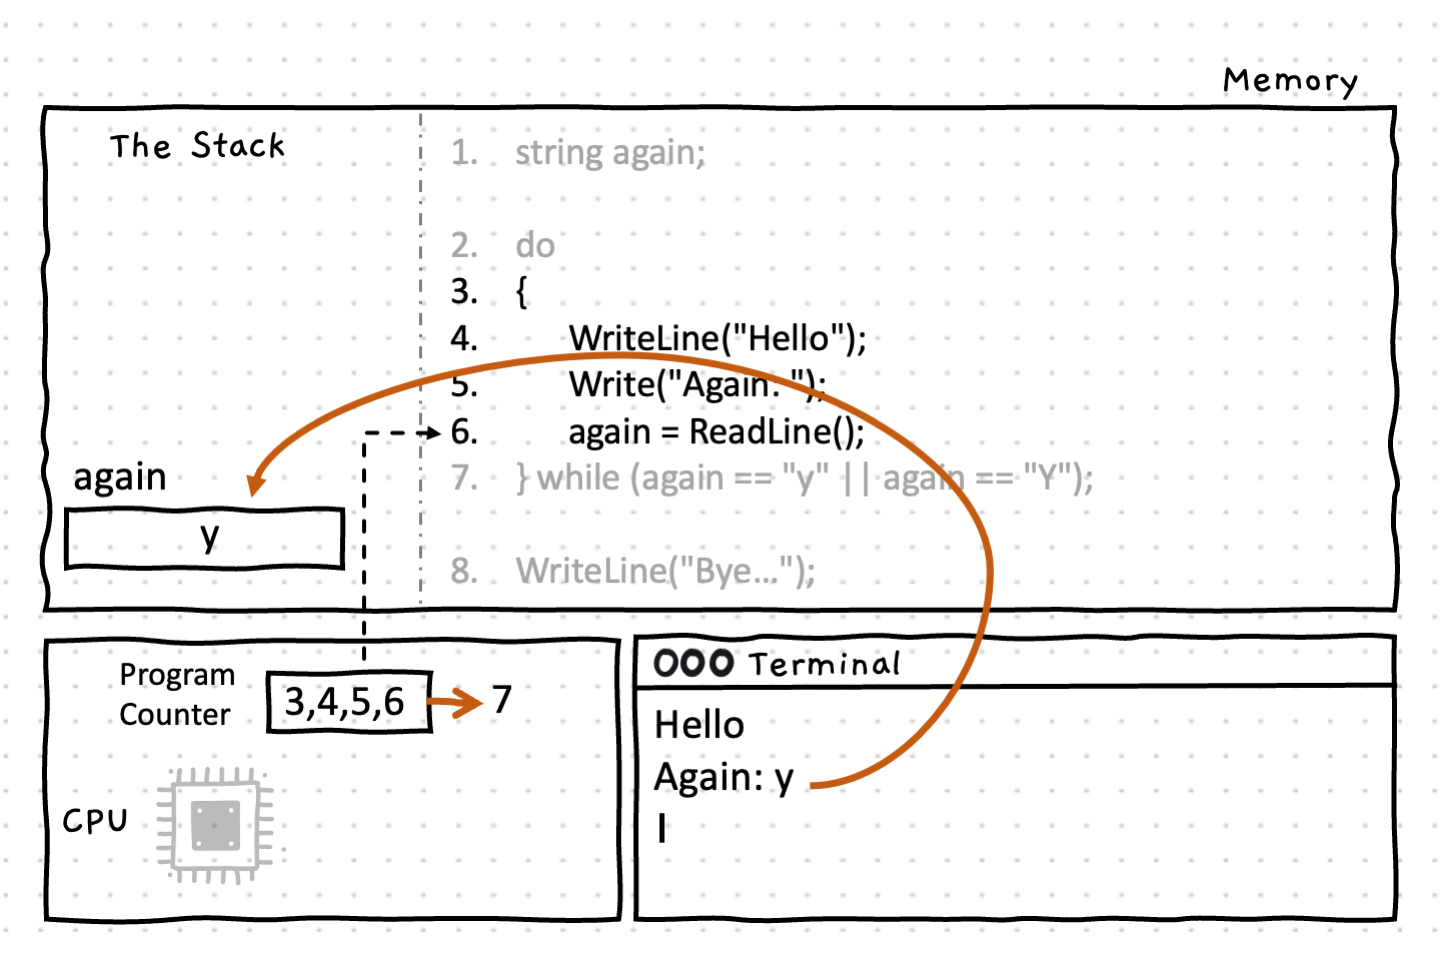 Memory
The Stack
1. string again;
2. do
3. {
4. WriteLine("Hello");
5. Write("Again: ");
6. again = ReadLine();
7. } while (again == "y" || again == "Y");
8. WriteLine("Bye...");
again
y
Program
Counter
3,4,5,6
7
CPU
Terminal
Hello
Again: y